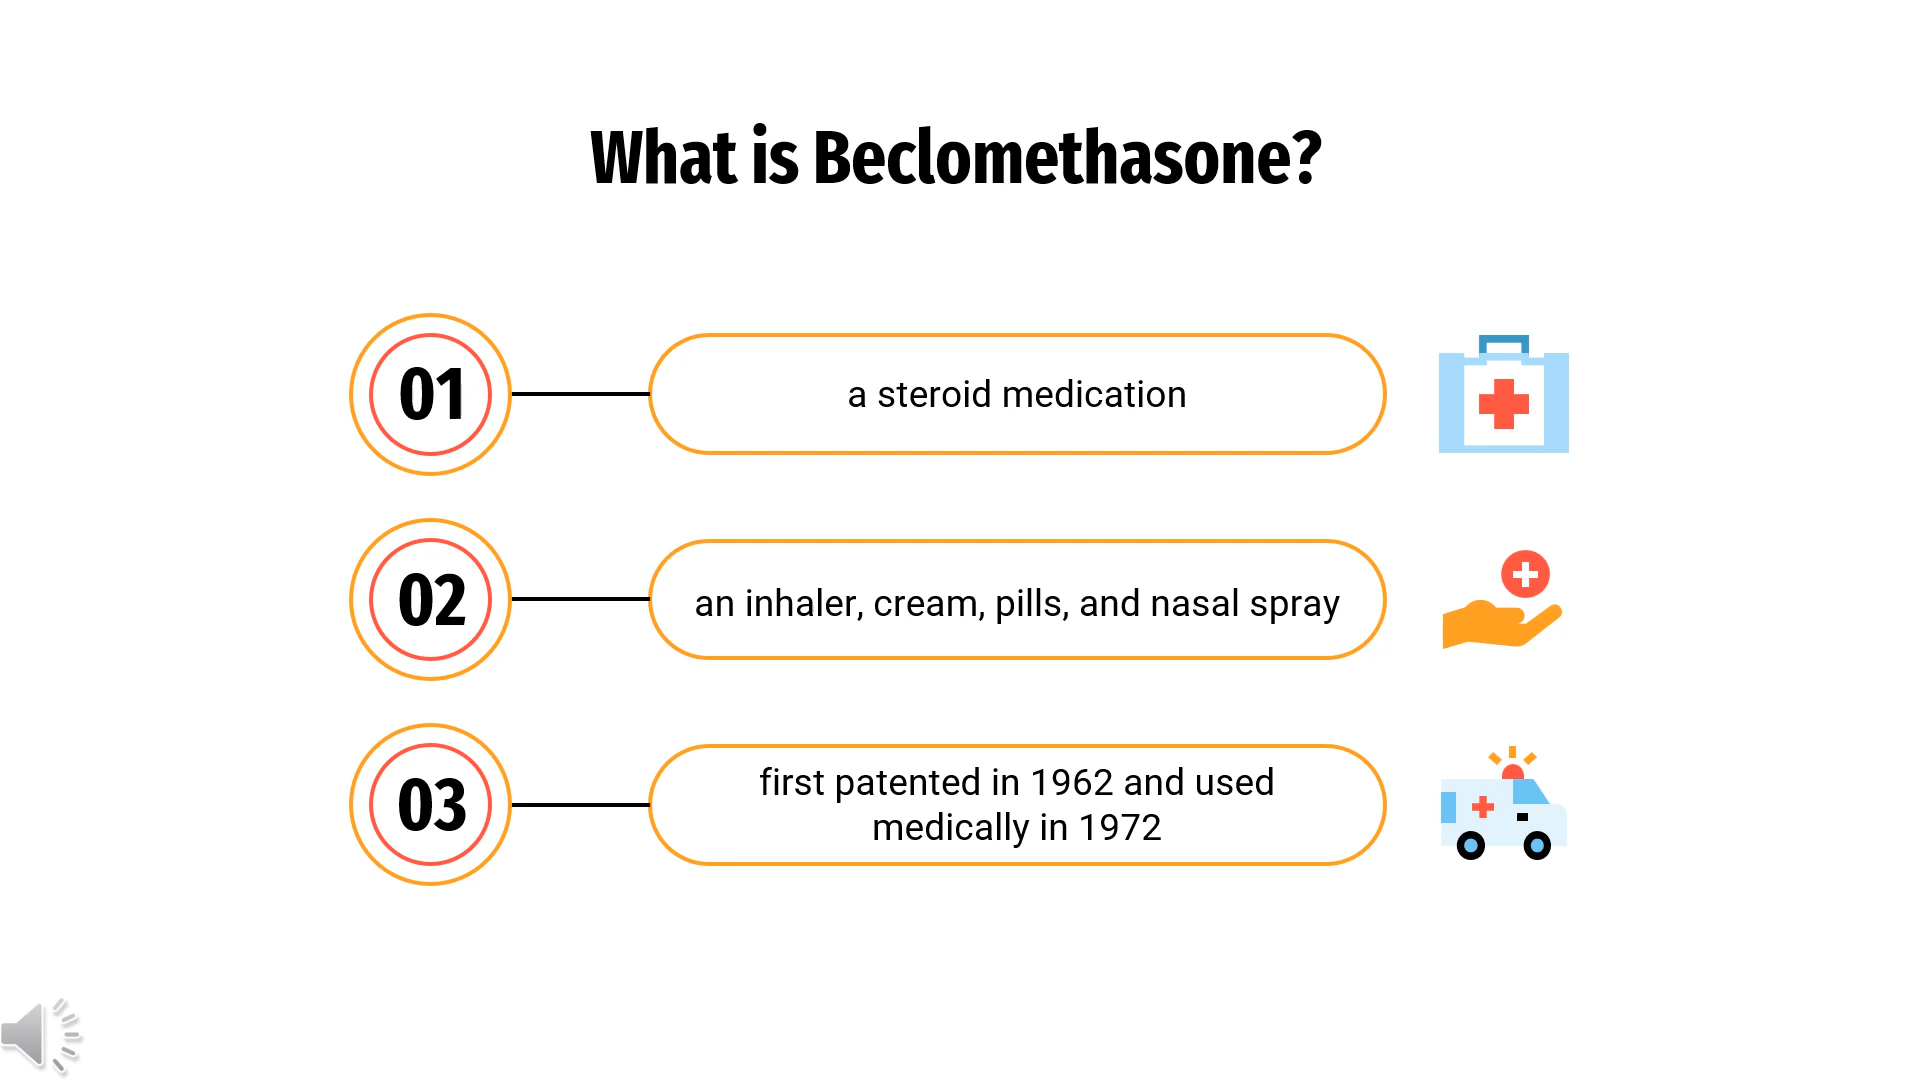 What is Beclomethasone?
01
a steroid medication
02
an inhaler, cream, pills, and nasal spray
03
first patented in 1962 and used
medically in 1972